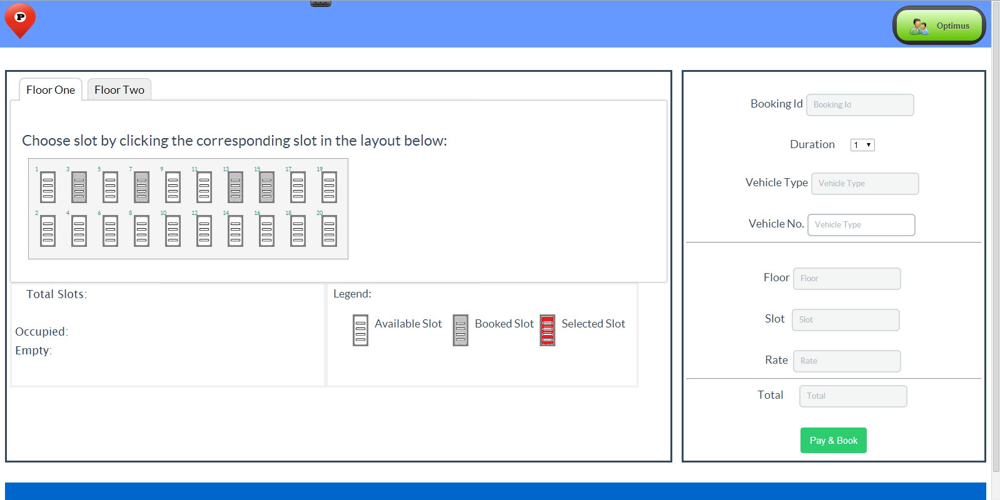 P
Optimus
Floor One
Floor Two
Choose slot by clicking the corresponding slot in the layout below:
1 3 5 7 9 11 13 15 17 19
2 4 6 8 10 12 14 16 18 20
Total Slots:
Occupied:
Empty:
Legend:
Available Slot
Booked Slot
Selected Slot
Booking Id Booking Id
Duration 1
Vehicle Type Vehicle Type
Vehicle No. Vehicle Type
Floor Floor
Slot Slot
Rate Rate
Total Total
Pay & Book